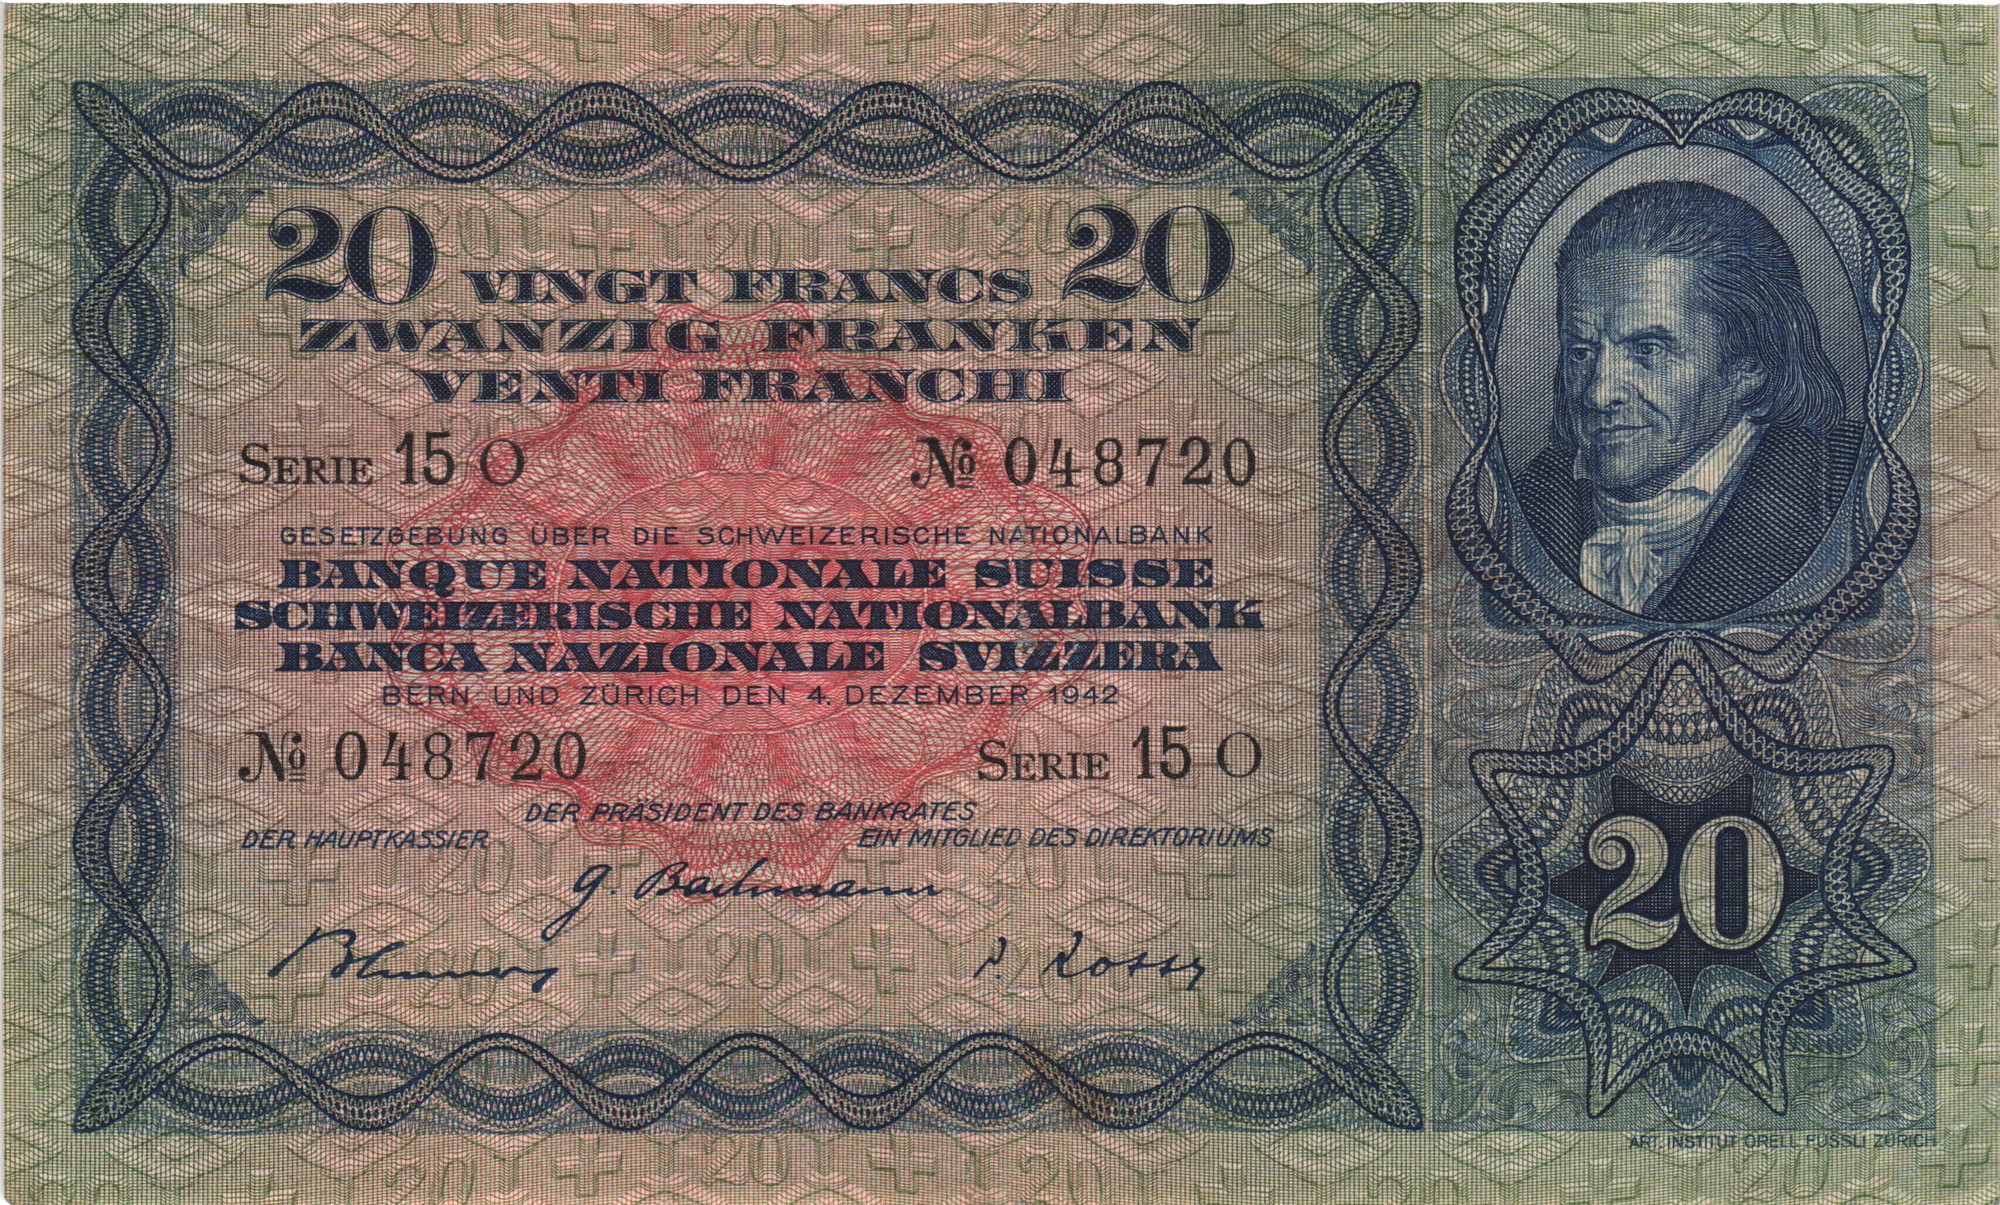 20 VINGT FRANCS 20
ZWANZIG FRANKEN
VENTI FRANCHI
SERIE 15 O № 048720
GESETZGEBUNG ÜBER DIE SCHWEIZERISCHE NATIONALBANK
BANQUE NATIONALE SUISSE
SCHWEIZERISCHE NATIONALBANK
BANCA NAZIONALE SVIZZERA
BERN UND ZÜRICH DEN 4. DEZEMBER 1942
№ 048720 SERIE 15 O
DER PRÄSIDENT DES BANKRATES
DER HAUPTKASSIER EIN MITGLIED DES DIREKTORIUMS
G. Bachmann
P. Rossy
20
ART. INSTITUT ORELL FÜSSLI ZÜRICH